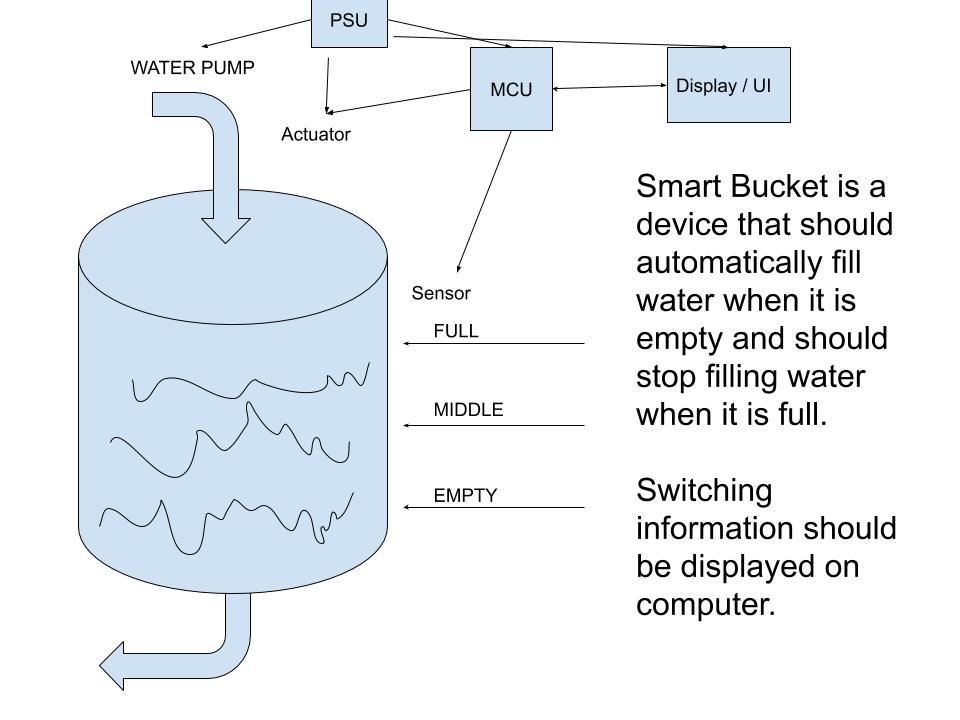 PSU
WATER PUMP
MCU
Display / UI
Actuator
Smart Bucket is a
device that should
automatically fill
water when it is
empty and should
stop filling water
when it is full.
Sensor
FULL
MIDDLE
EMPTY
Switching
information should
be displayed on
computer.